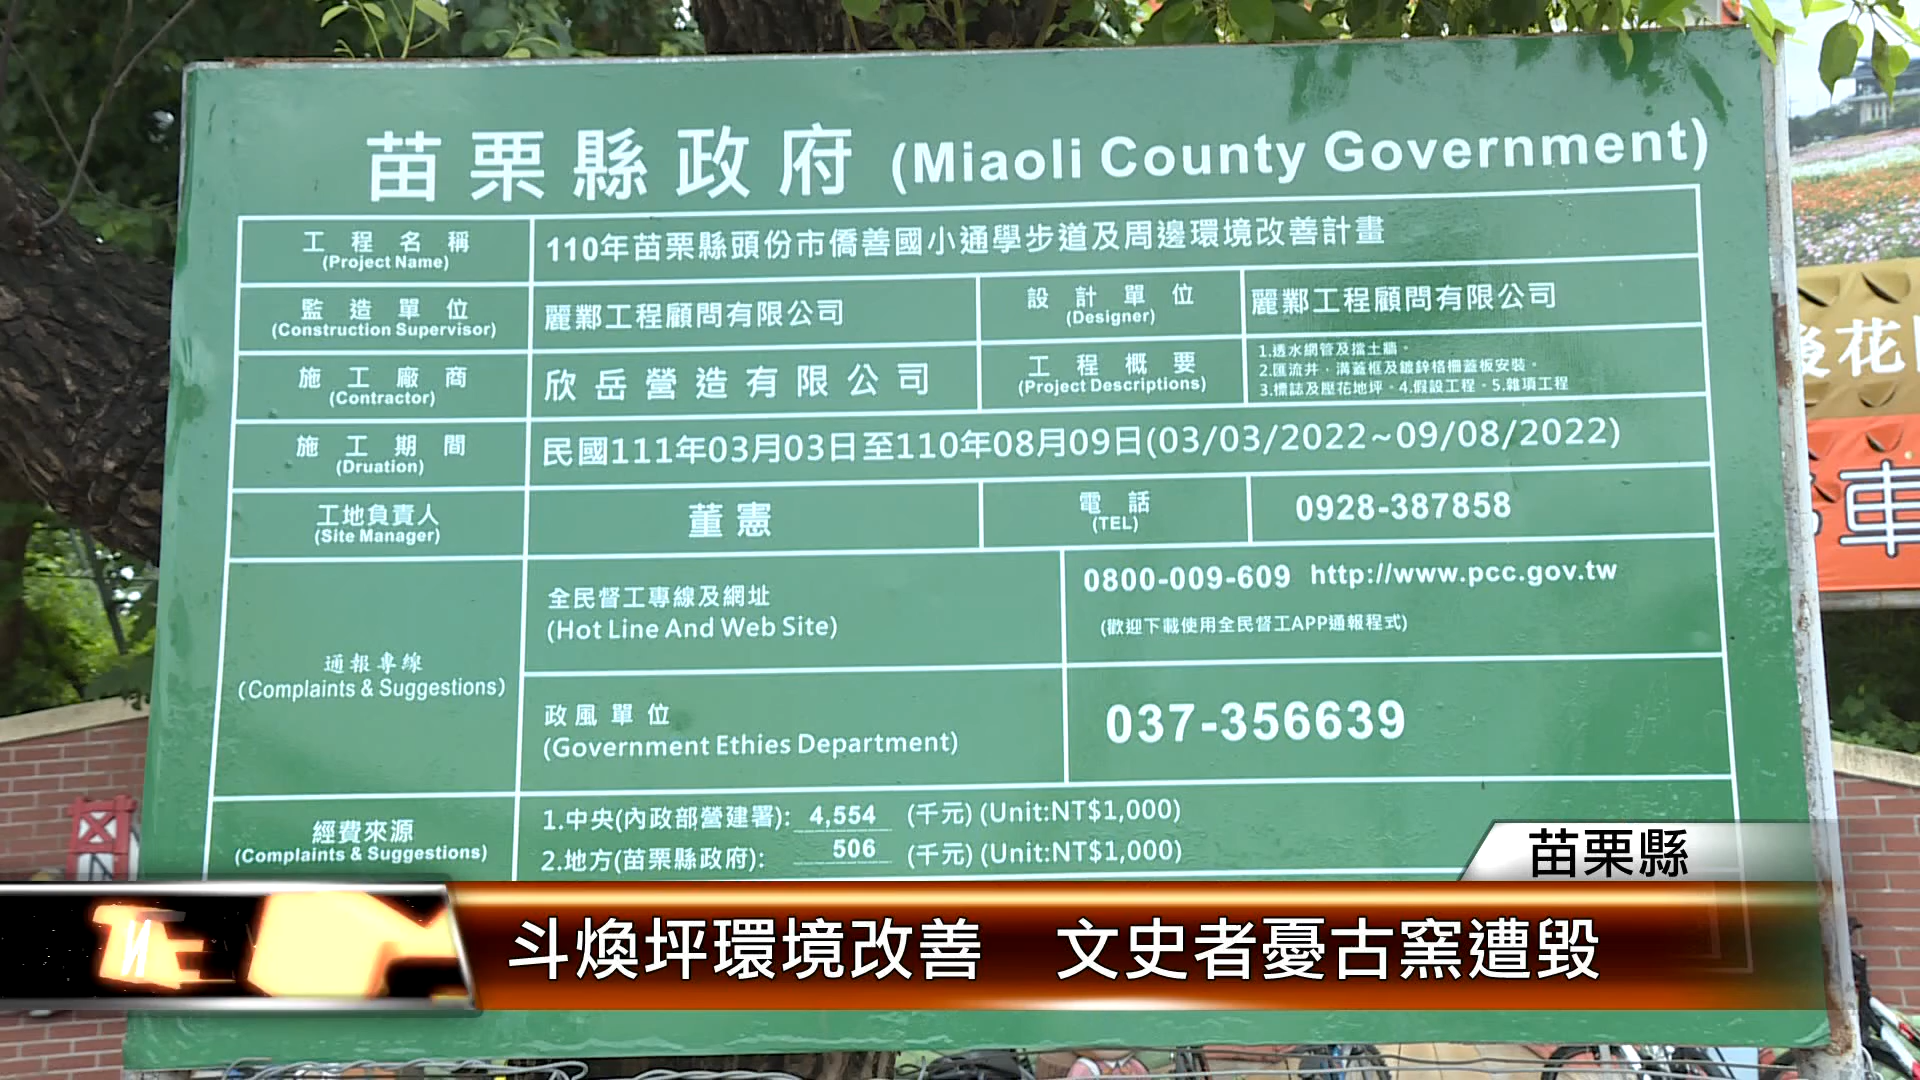 苗栗縣政府 (Miaoli County Government)
工程名稱
(Project Name)
110年苗栗縣頭份市僑善國小通學步道及周邊環境改善計畫
監造單位
(Construction Supervisor)
麗鄴工程顧問有限公司
設計單位
(Designer)
麗鄴工程顧問有限公司
施工廠商
(Contractor)
欣岳營造有限公司
工程概要
(Project Descriptions)
1.透水網管及擋土牆。
2.匯流井、溝蓋框及鍍鋅格柵蓋板安裝。
3.標誌及壓花地坪。4.假設工程。5.雜項工程
施工期間
(Druation)
民國111年03月03日至110年08月09日(03/03/2022~09/08/2022)
工地負責人
(Site Manager)
董憲
電話
(TEL)
0928-387858
通報專線
(Complaints & Suggestions)
全民督工專線及網址
(Hot Line And Web Site)
0800-009-609 http://www.pcc.gov.tw
(歡迎下載使用全民督工APP通報程式)
政風單位
(Government Ethies Department)
037-356639
經費來源
(Complaints & Suggestions)
1.中央(內政部營建署): 4,554 (千元) (Unit:NT$1,000)
2.地方(苗栗縣政府): 506 (千元) (Unit:NT$1,000)
後花
車
苗栗縣
斗煥坪環境改善 文史者憂古窯遭毀